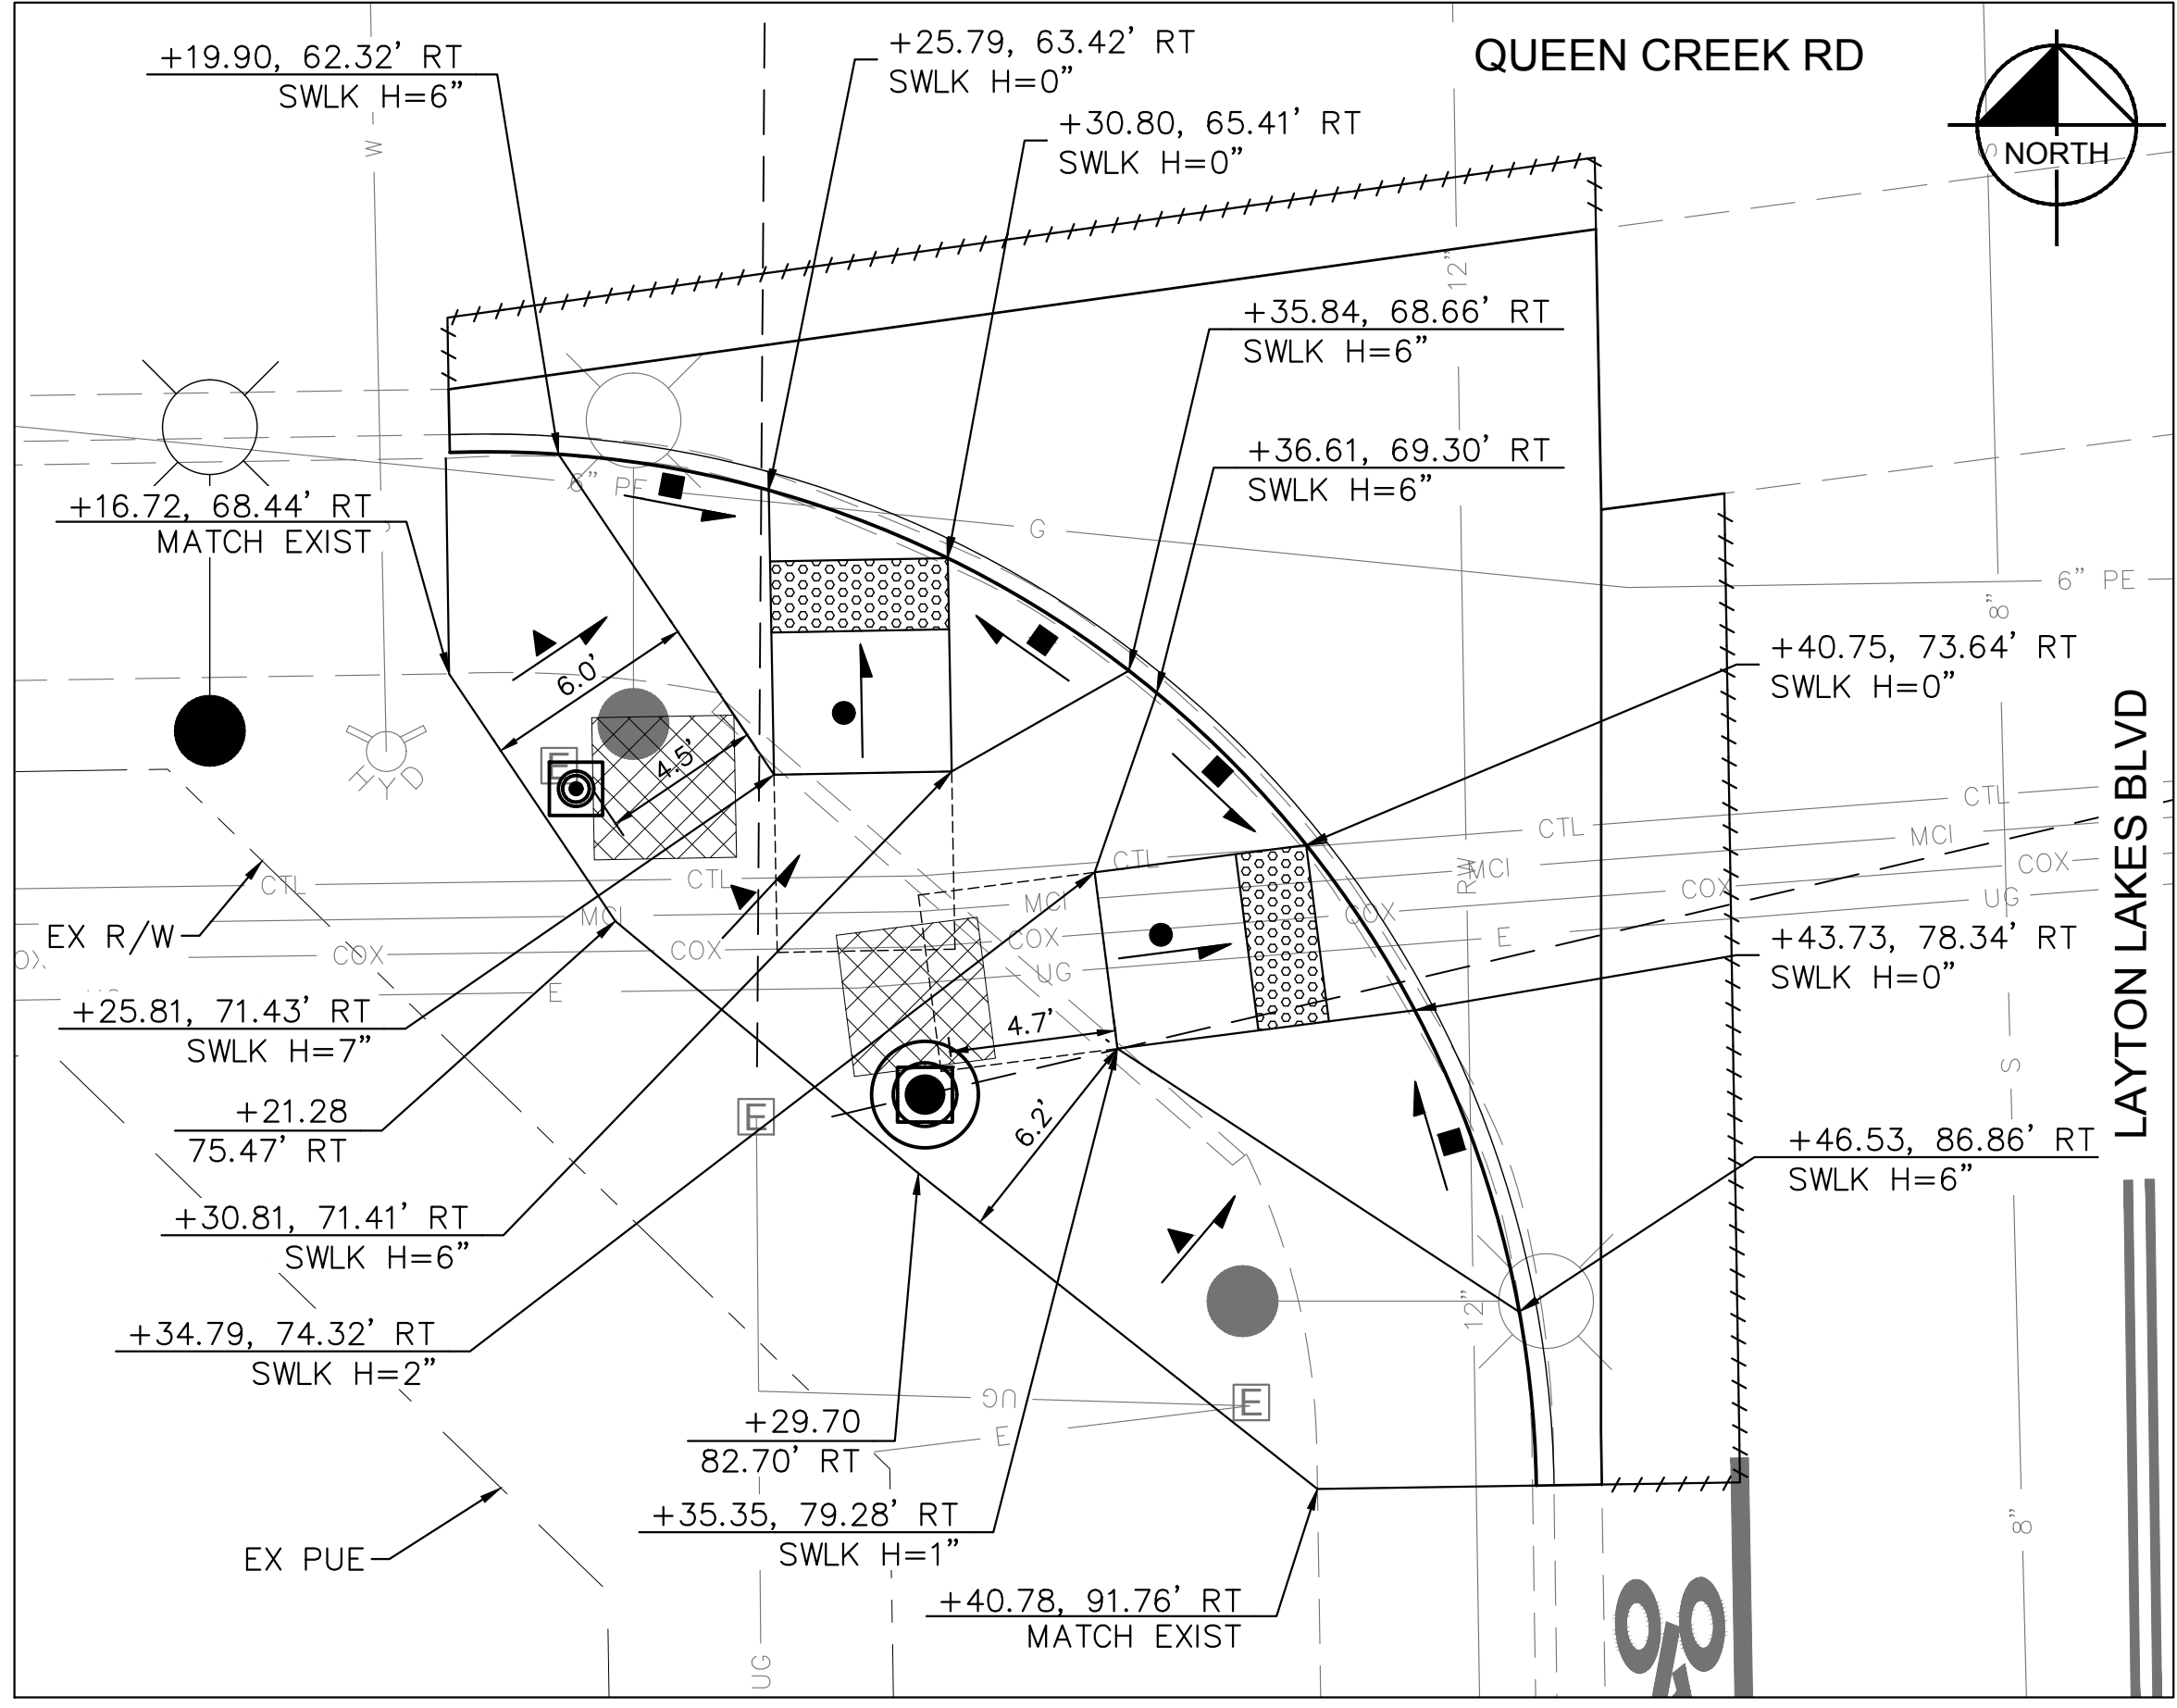 QUEEN CREEK RD
NORTH
+19.90, 62.32' RT
SWLK H=6"
+25.79, 63.42' RT
SWLK H=0"
+30.80, 65.41' RT
SWLK H=0"
W
S
12"
+35.84, 68.66' RT
SWLK H=6"
+36.61, 69.30' RT
SWLK H=6"
6" PE
G
+16.72, 68.44' RT
MATCH EXIST
6" PE
8"
6.0'
+40.75, 73.64' RT
SWLK H=0"
LAYTON LAKES BLVD
E
4.5'
HYD
CTL
CTL
CTL
CTL
CTL
MCI
MCI
MCI
MCI
RW
COX
COX
COX
COX
COX
COX
EX R/W
UG
UG
E
E
+43.73, 78.34' RT
SWLK H=0"
+25.81, 71.43' RT
SWLK H=7"
4.7'
S
+21.28
75.47' RT
E
6.2'
+46.53, 86.86' RT
SWLK H=6"
+30.81, 71.41' RT
SWLK H=6"
12"
+34.79, 74.32' RT
SWLK H=2"
UG
E
E
+29.70
82.70' RT
+35.35, 79.28' RT
SWLK H=1"
8"
EX PUE
+40.78, 91.76' RT
MATCH EXIST
UG